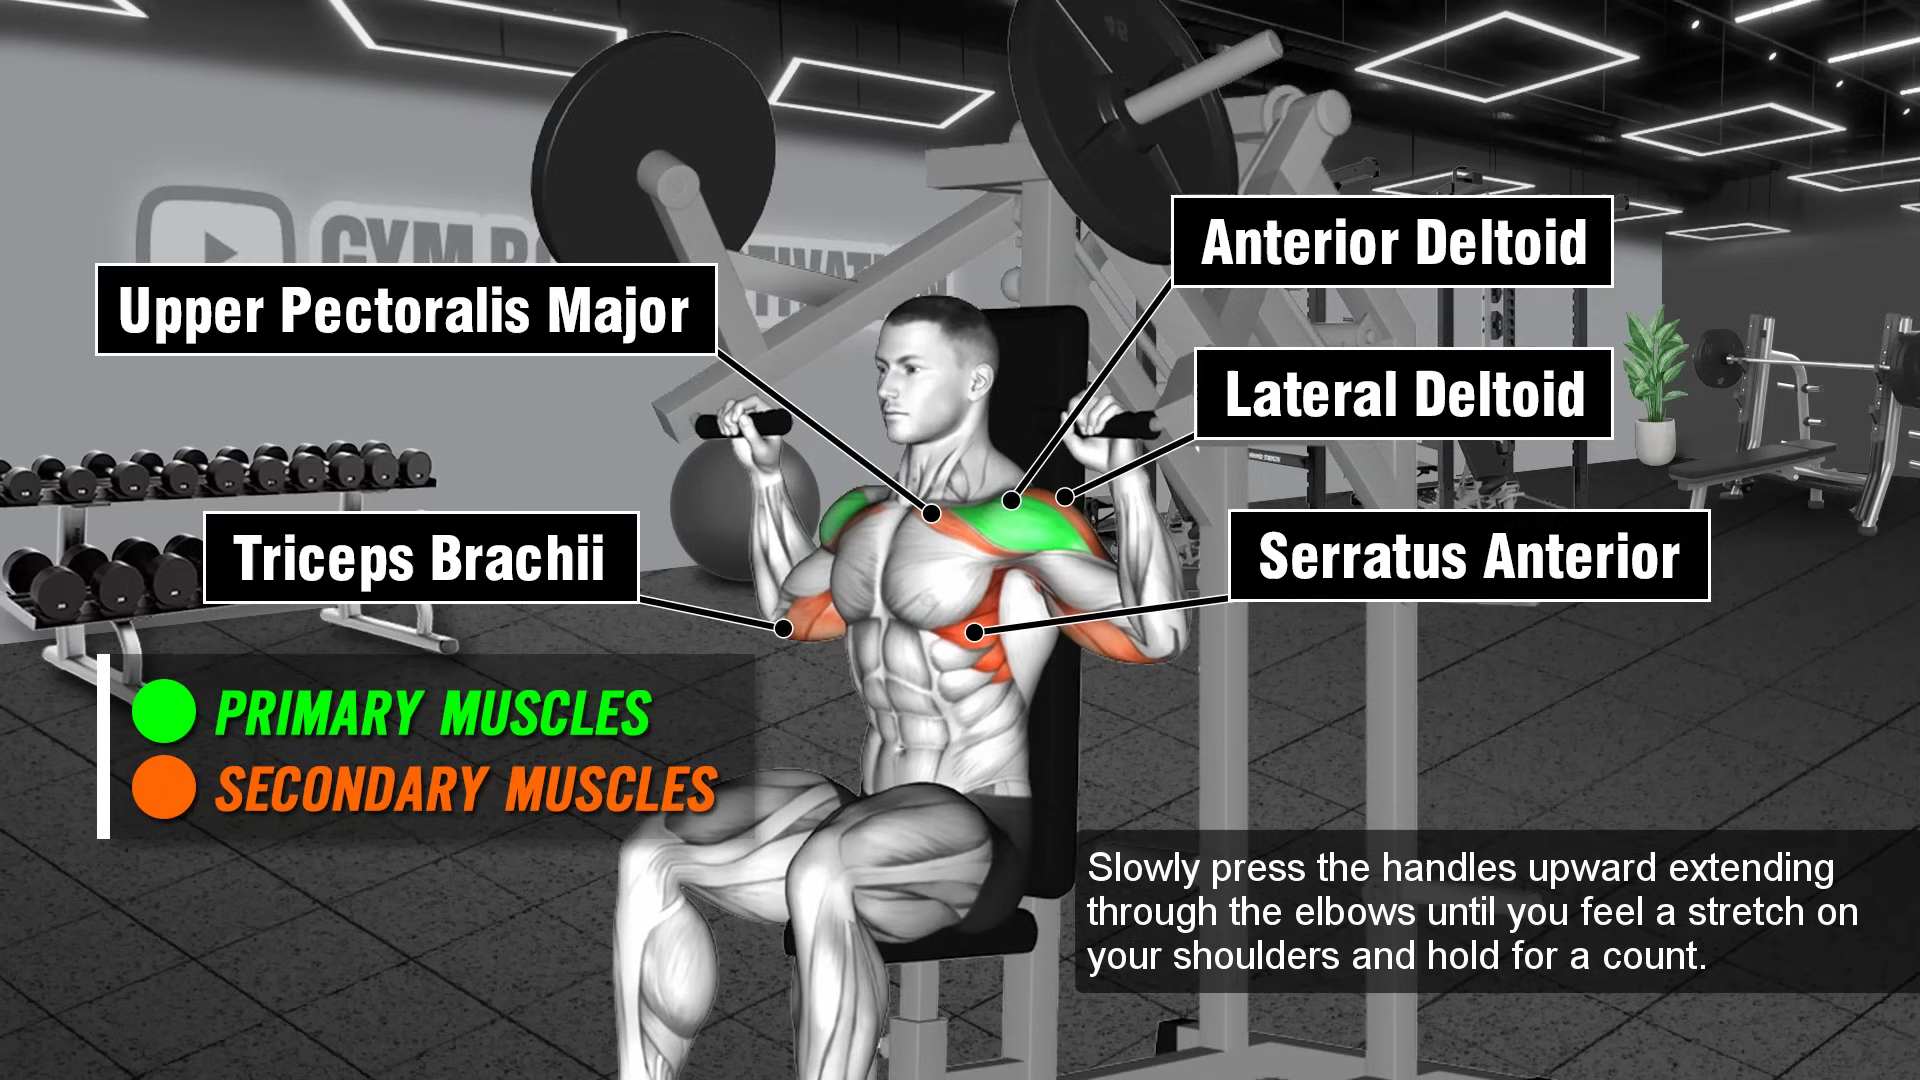 GYM
Upper Pectoralis Major
Anterior Deltoid
Lateral Deltoid
Triceps Brachii
Serratus Anterior
PRIMARY MUSCLES
SECONDARY MUSCLES
Slowly press the handles upward extending
through the elbows until you feel a stretch on
your shoulders and hold for a count.